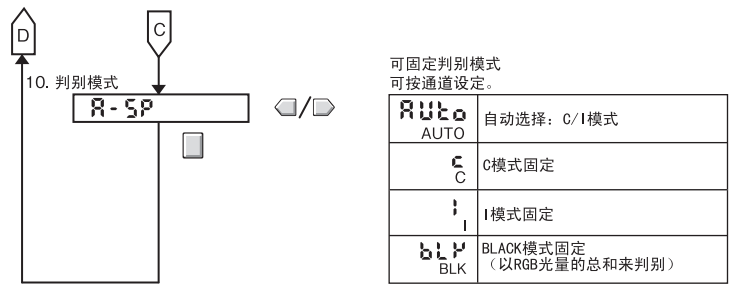 D
C
10. 判别模式
A-SP
/
可固定判别模式
可按通道设定。
AUto
AUTO
自动选择：C/I模式
c
C
C模式固定
i
I
I模式固定
bLK
BLK
BLACK模式固定
（以RGB光量的总和来判别）